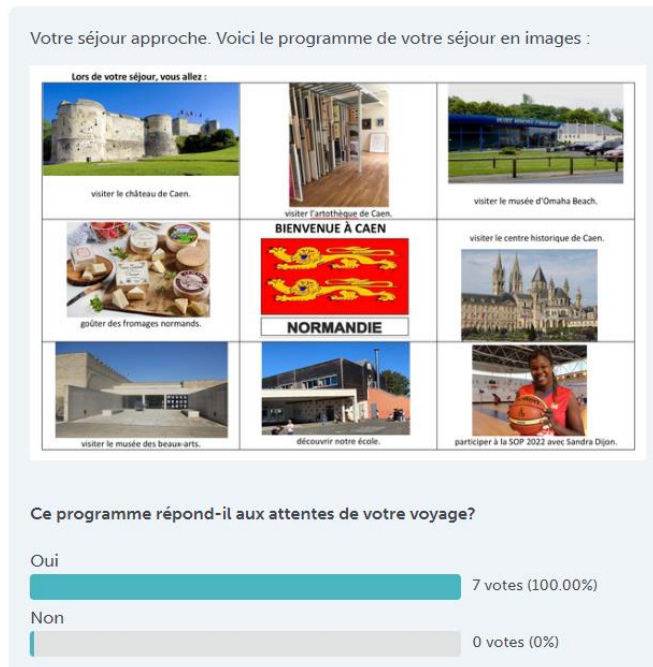 Votre séjour approche. Voici le programme de votre séjour en images :
Lors de votre séjour, vous allez :
visiter le château de Caen.
visiter l'artothèque de Caen.
visiter le musée d'Omaha Beach.
goûter des fromages normands.
BIENVENUE À CAEN
NORMANDIE
visiter le centre historique de Caen.
visiter le musée des beaux-arts.
découvrir notre école.
participer à la SOP 2022 avec Sandra Dijon.
Ce programme répond-il aux attentes de votre voyage?
Oui
7 votes (100.00%)
Non
0 votes (0%)